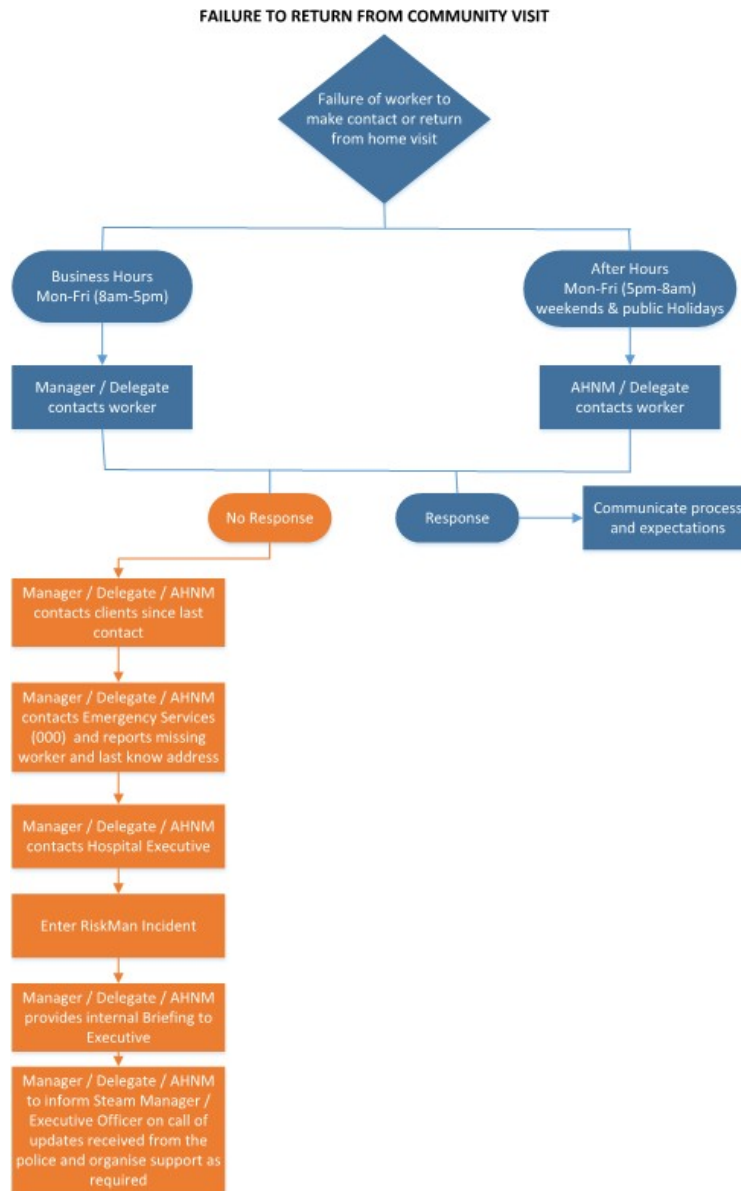 FAILURE TO RETURN FROM COMMUNITY VISIT
Failure of worker to
make contact or return
from home visit
Business Hours
Mon-Fri (8am-5pm)
After Hours
Mon-Fri (5pm-8am)
weekends & public Holidays
Manager / Delegate
contacts worker
AHNM / Delegate
contacts worker
No Response
Response
Communicate process
and expectations
Manager / Delegate / AHNM
contacts clients since last
contact
Manager / Delegate / AHNM
contacts Emergency Services
(000) and reports missing
worker and last know address
Manager / Delegate / AHNM
contacts Hospital Executive
Enter RiskMan Incident
Manager / Delegate / AHNM
provides internal Briefing to
Executive
Manager / Delegate / AHNM
to inform Steam Manager /
Executive Officer on call of
updates received from the
police and organise support as
required